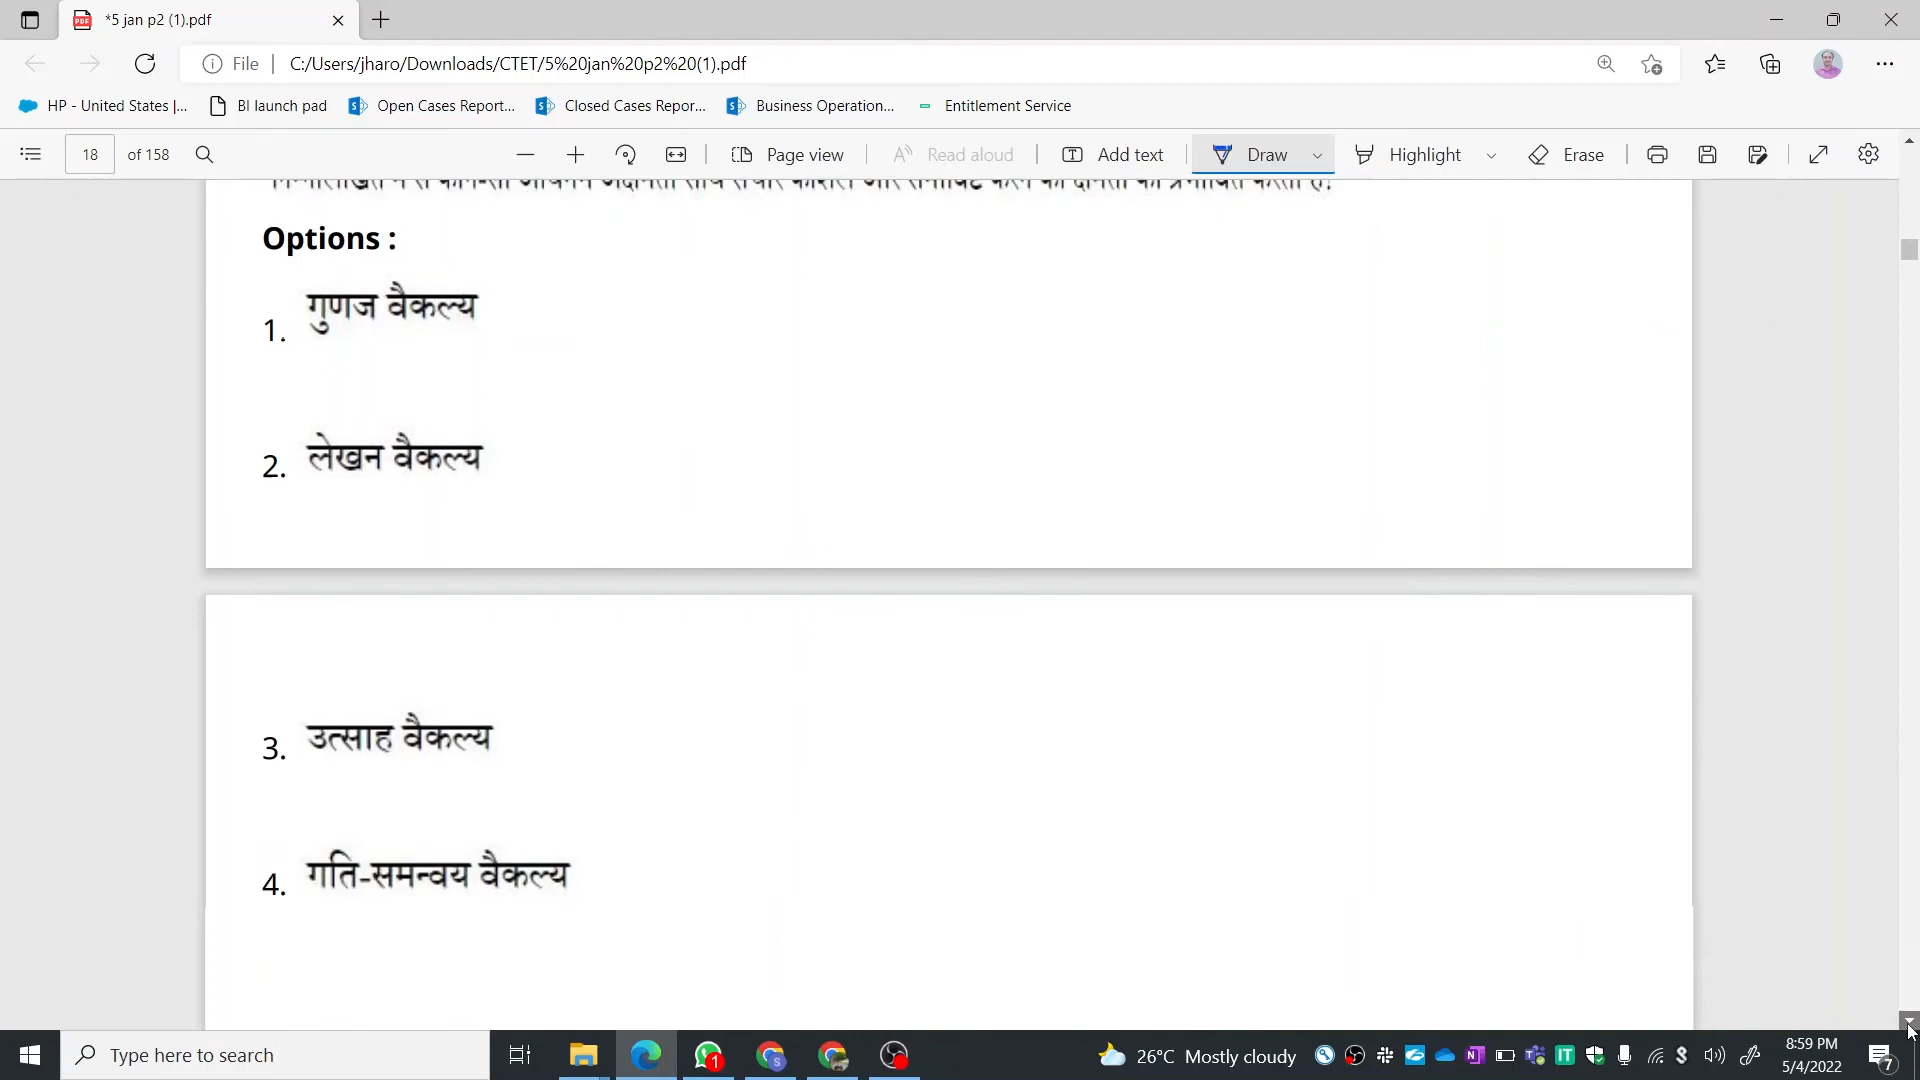 *5 jan p2 (1).pdf
File C:/Users/jharo/Downloads/CTET/5%20jan%20p2%20(1).pdf
HP - United States |... BI launch pad Open Cases Report... Closed Cases Repor... Business Operation... Entitlement Service
18 of 158 Page view Read aloud Add text Draw Highlight Erase
Options :
1. गुणज वैकल्य
2. लेखन वैकल्य
3. उत्साह वैकल्य
4. गति-समन्वय वैकल्य
Type here to search 1 26°C Mostly cloudy 8:59 PM
5/4/2022 7